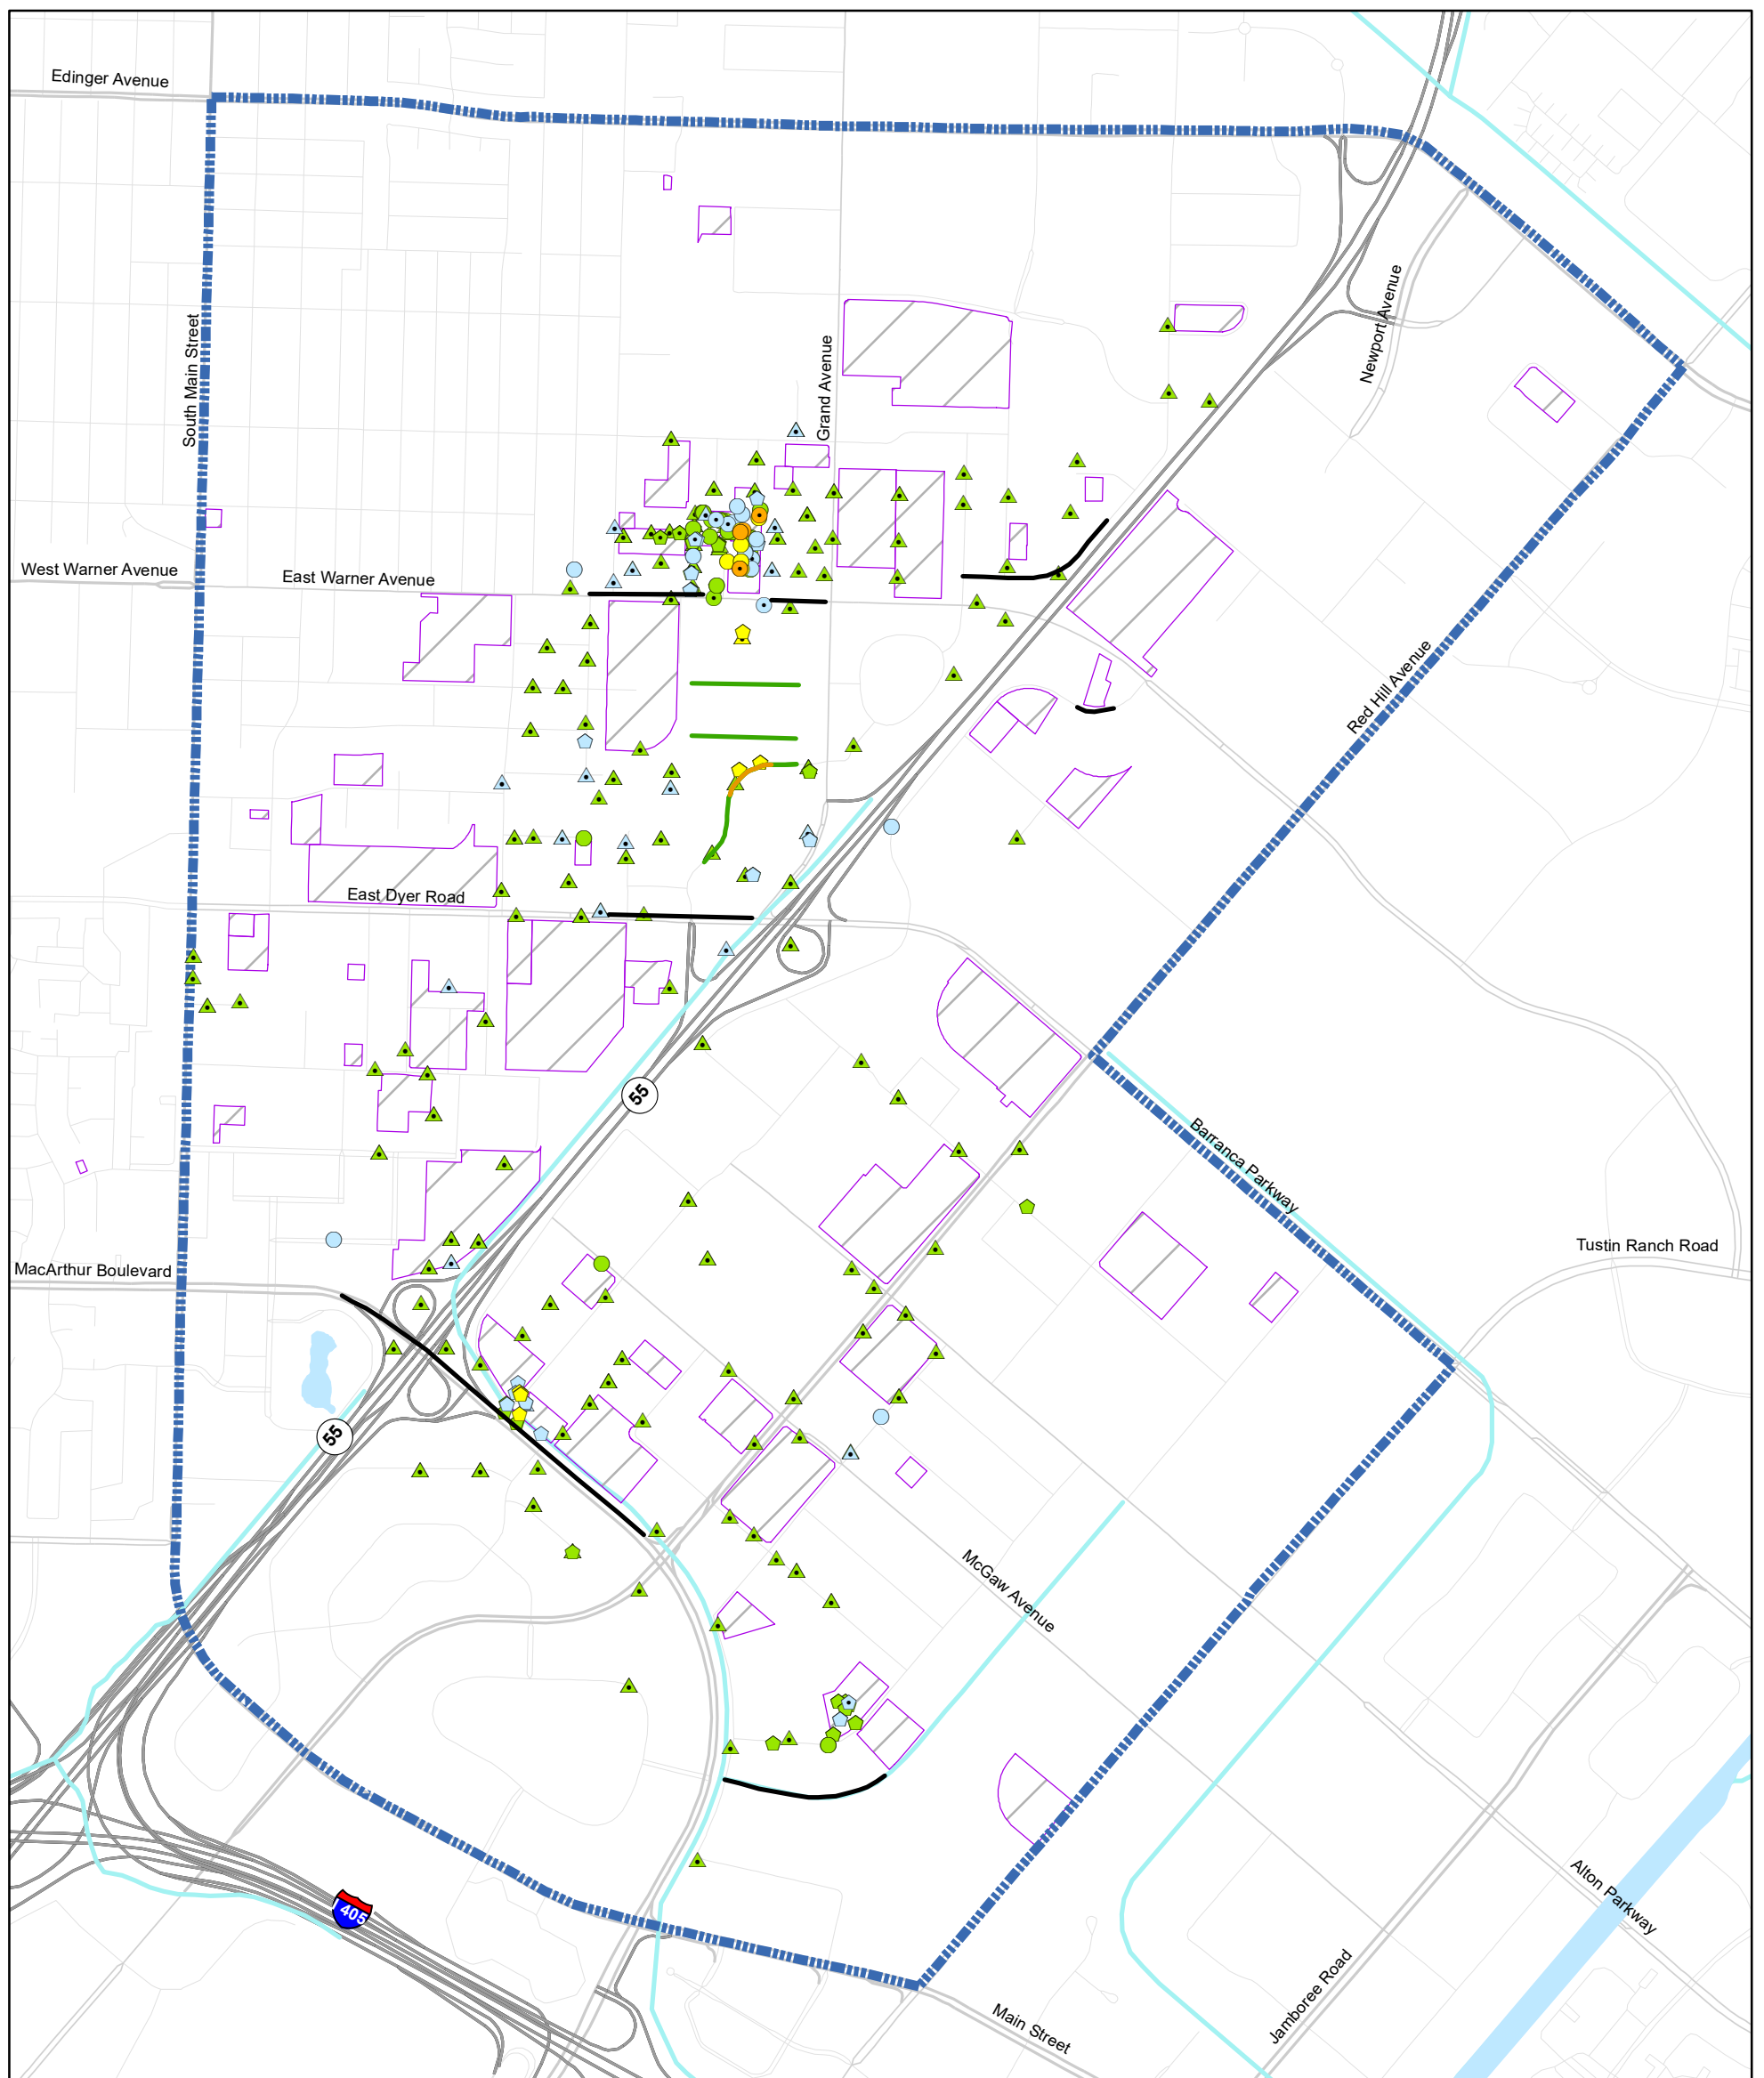 Edinger Avenue
South Main Street
Grand Avenue
Newport Avenue
West Warner Avenue
East Warner Avenue
Red Hill Avenue
East Dyer Road
55
Barranca Parkway
Tustin Ranch Road
MacArthur Boulevard
55
McGaw Avenue
Alton Parkway
405
Jamboree Road
Main Street